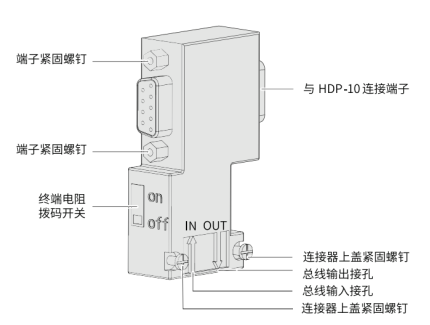 端子紧固螺钉
与 HDP-10 连接端子
端子紧固螺钉
终端电阻
拨码开关
on
off
IN OUT
连接器上盖紧固螺钉
总线输出接孔
总线输入接孔
连接器上盖紧固螺钉